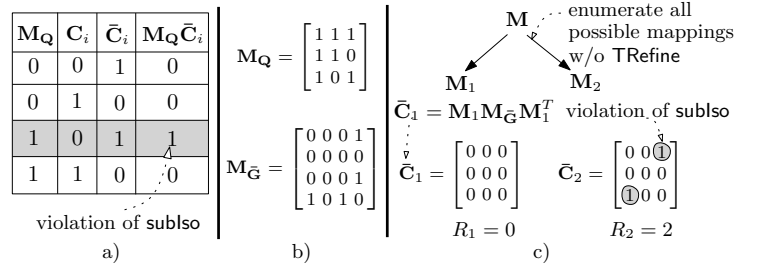 M_Q C_i C̄_i M_QC̄_i
0 0 1 0
0 1 0 0
1 0 1 1
1 1 0 0
violation of subIso
a)
M_Q = [1 1 1
1 1 0
1 0 1]
M_Ḡ = [0 0 0 1
0 0 0 0
0 0 0 1
1 0 1 0]
b)
M
enumerate all
possible mappings
w/o TRefine
M_1 M_2
C̄_1 = M_1M_ḠM_1^T violation of subIso
C̄_1 = [0 0 0
0 0 0
0 0 0]
C̄_2 = [0 0 1
0 0 0
1 0 0]
R_1 = 0 R_2 = 2
c)